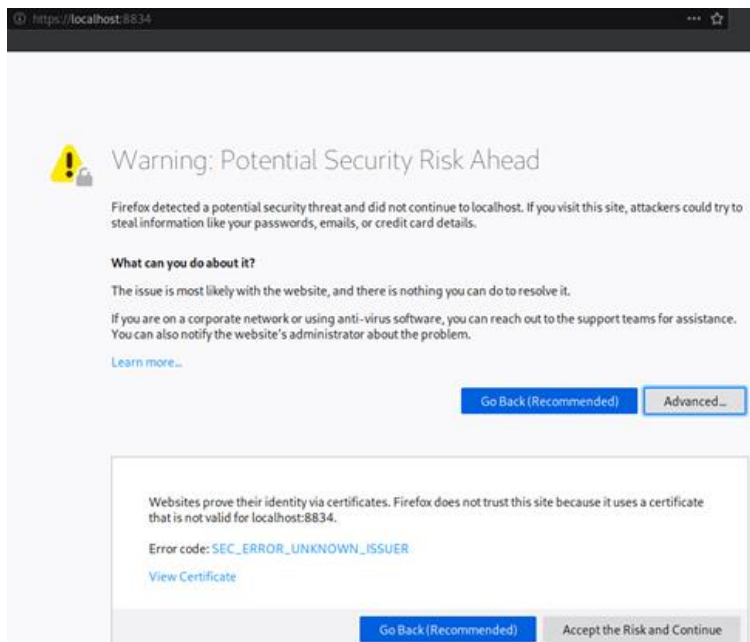 https://localhost:8834
Warning: Potential Security Risk Ahead
Firefox detected a potential security threat and did not continue to localhost. If you visit this site, attackers could try to
steal information like your passwords, emails, or credit card details.
What can you do about it?
The issue is most likely with the website, and there is nothing you can do to resolve it.
If you are on a corporate network or using anti-virus software, you can reach out to the support teams for assistance.
You can also notify the website's administrator about the problem.
Learn more...
Go Back (Recommended) Advanced...
Websites prove their identity via certificates. Firefox does not trust this site because it uses a certificate
that is not valid for localhost:8834.
Error code: SEC_ERROR_UNKNOWN_ISSUER
View Certificate
Go Back (Recommended) Accept the Risk and Continue